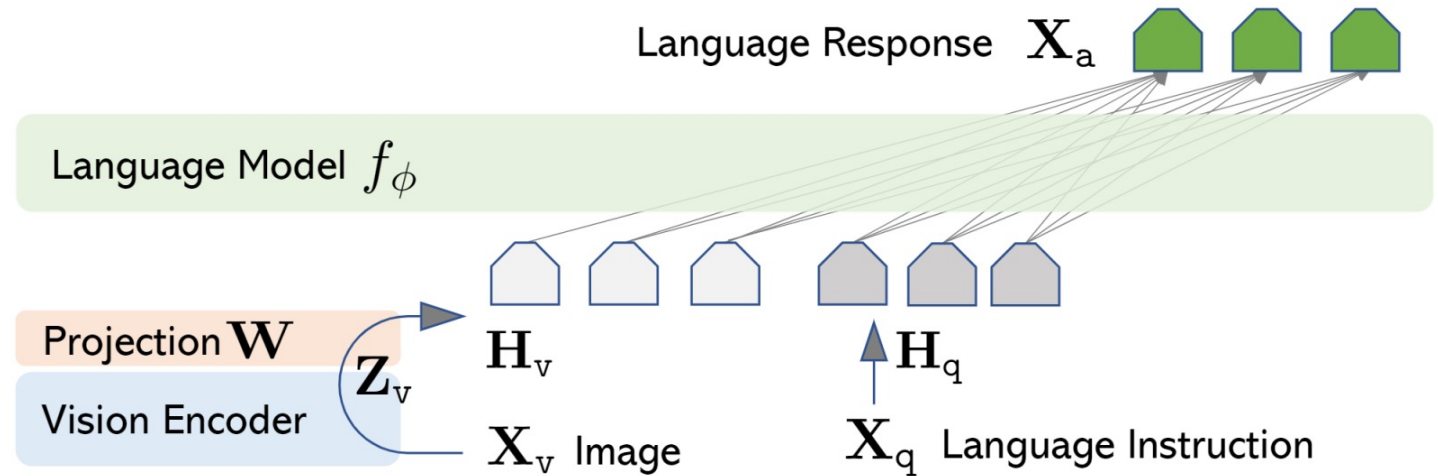 Language Response X_a
Language Model f_ϕ
Projection W
Z_v
H_v
H_q
Vision Encoder
X_v Image
X_q Language Instruction